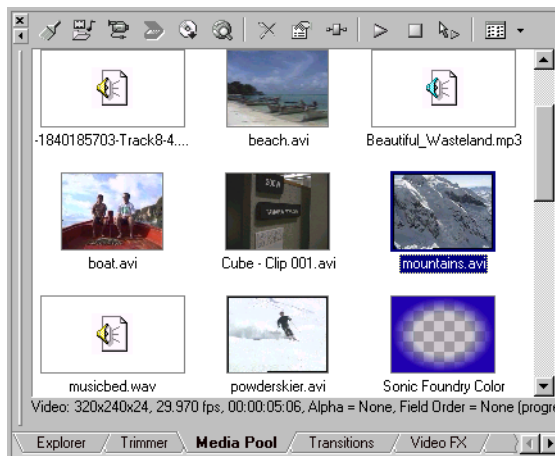 -1840185703-Track8-4....
beach.avi
Beautiful_Wasteland.mp3
boat.avi
Cube - Clip 001.avi
mountains.avi
musicbed.wav
powderskier.avi
Sonic Foundry Color
Video: 320x240x24, 29.970 fps, 00:00:05:06, Alpha = None, Field Order = None (progre
Explorer
Trimmer
Media Pool
Transitions
Video FX